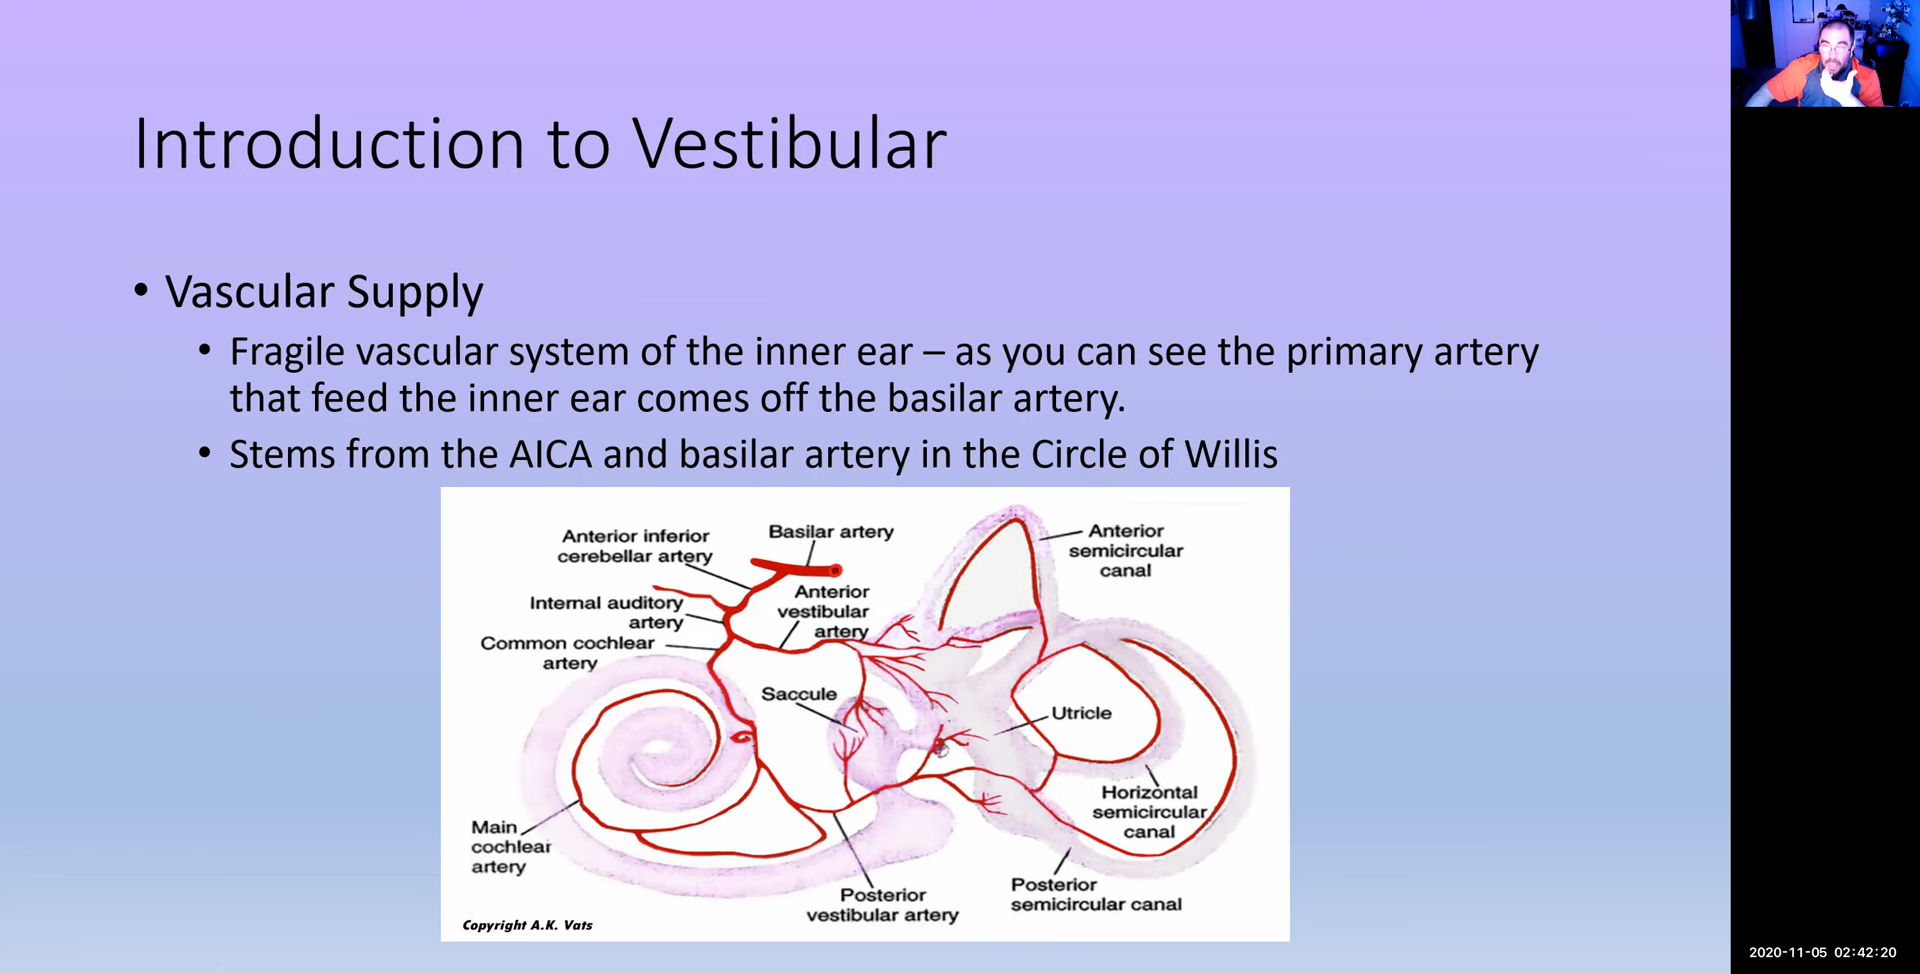 Introduction to Vestibular
• Vascular Supply
• Fragile vascular system of the inner ear – as you can see the primary artery
that feed the inner ear comes off the basilar artery.
• Stems from the AICA and basilar artery in the Circle of Willis
Anterior inferior
cerebellar artery
Basilar artery
Anterior
semicircular
canal
Internal auditory
artery
Anterior
vestibular
artery
Common cochlear
artery
Saccule
Utricle
Horizontal
semicircular
canal
Main
cochlear
artery
Posterior
vestibular artery
Posterior
semicircular canal
Copyright A.K. Vats
2020-11-05 02:42:20